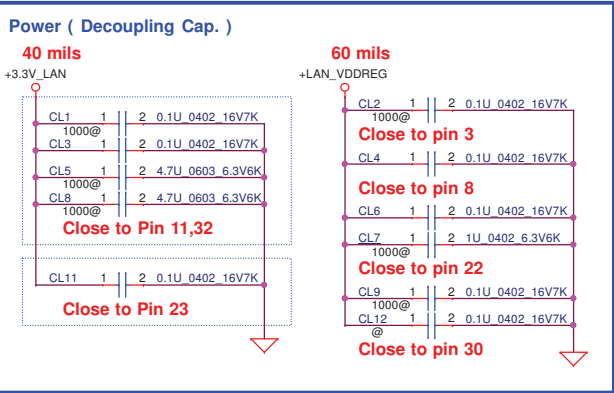 Power ( Decoupling Cap. )
40 mils
+3.3V_LAN
CL1 1 2 0.1U_0402_16V7K
1000@
CL3 1 2 0.1U_0402_16V7K
CL5 1 2 4.7U_0603_6.3V6K
1000@
CL8 1 2 4.7U_0603_6.3V6K
1000@
Close to Pin 11,32
CL11 1 2 0.1U_0402_16V7K
Close to Pin 23
60 mils
+LAN_VDDREG
CL2 1 2 0.1U_0402_16V7K
1000@
Close to pin 3
CL4 1 2 0.1U_0402_16V7K
Close to pin 8
CL6 1 2 0.1U_0402_16V7K
CL7 1 2 1U_0402_6.3V6K
1000@
Close to pin 22
CL9 1 2 0.1U_0402_16V7K
1000@
CL12 1 2 0.1U_0402_16V7K
@
Close to pin 30